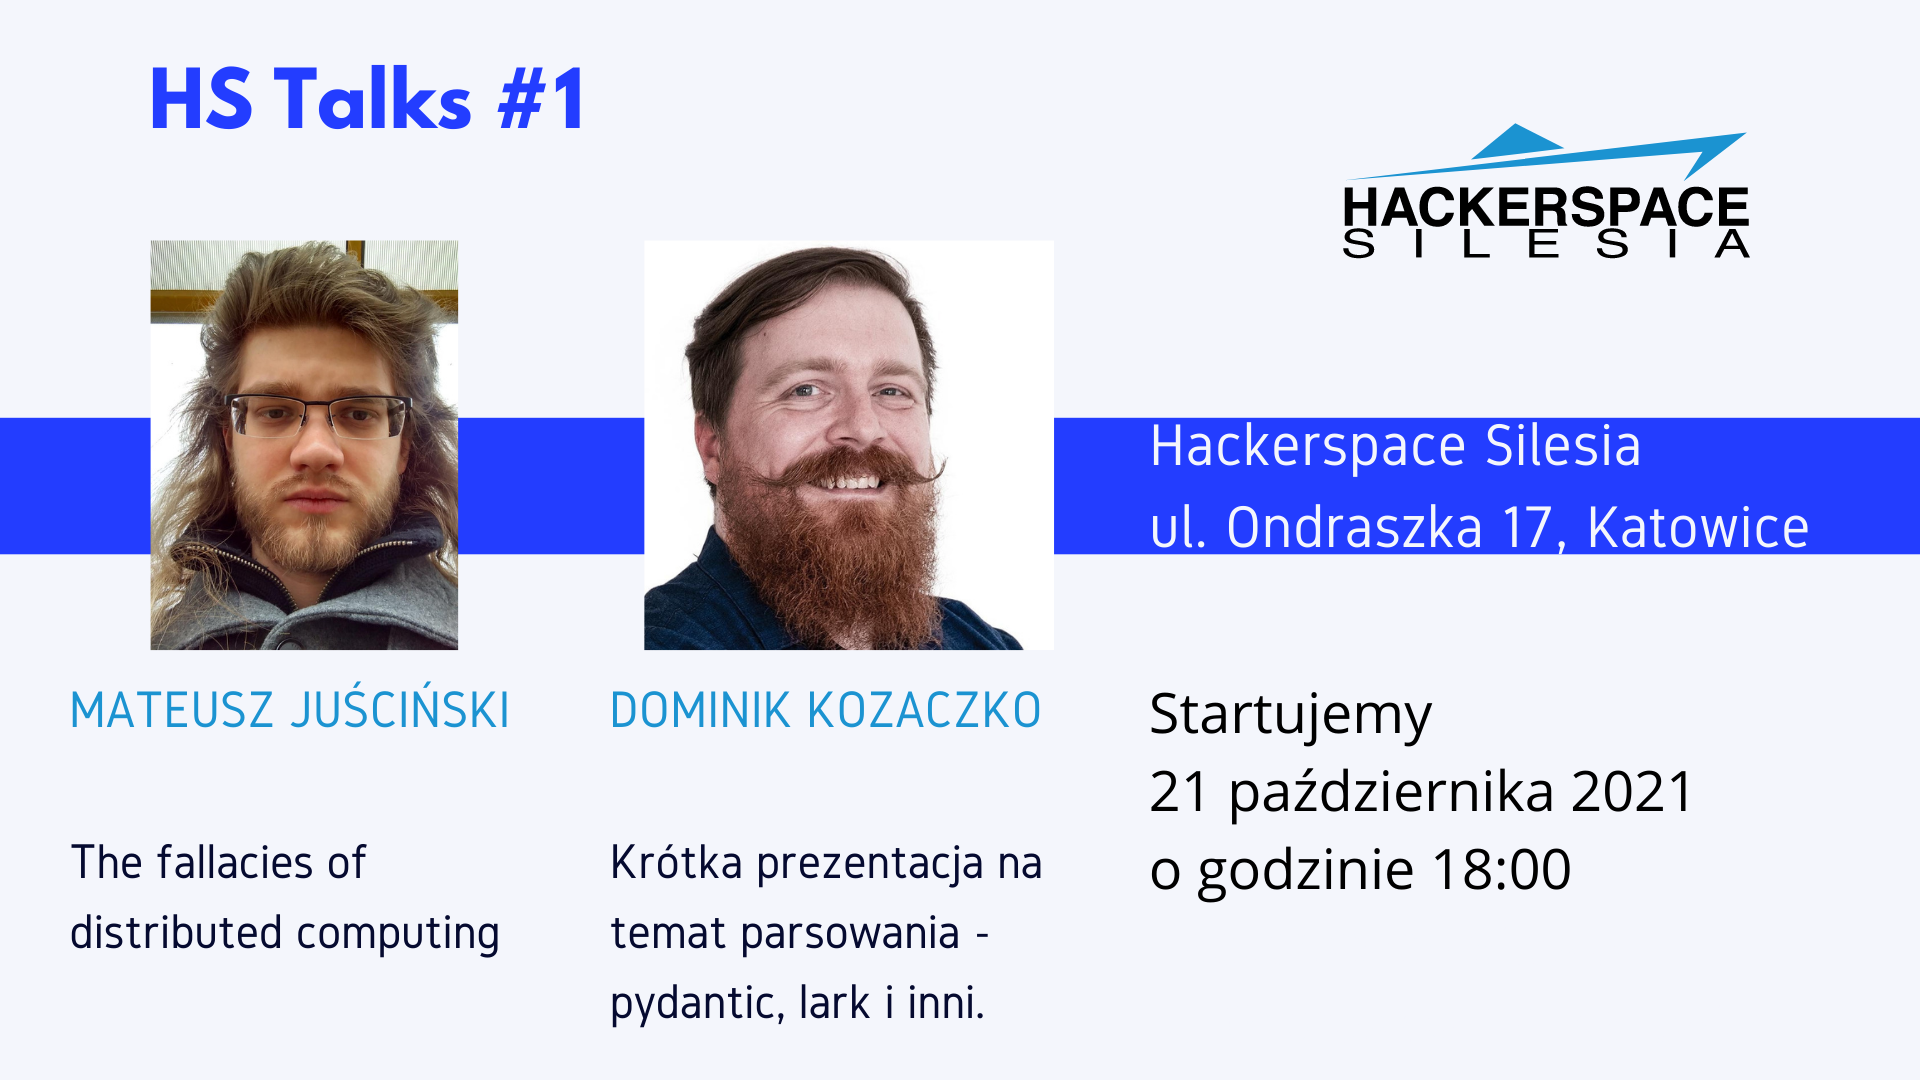 HS Talks #1
HACKERSPACE
SILESIA
Hackerspace Silesia
ul. Ondraszka 17, Katowice
MATEUSZ JUŚCIŃSKI
The fallacies of
distributed computing
DOMINIK KOZACZKO
Krótka prezentacja na
temat parsowania -
pydantic, lark i inni.
Startujemy
21 października 2021
o godzinie 18:00